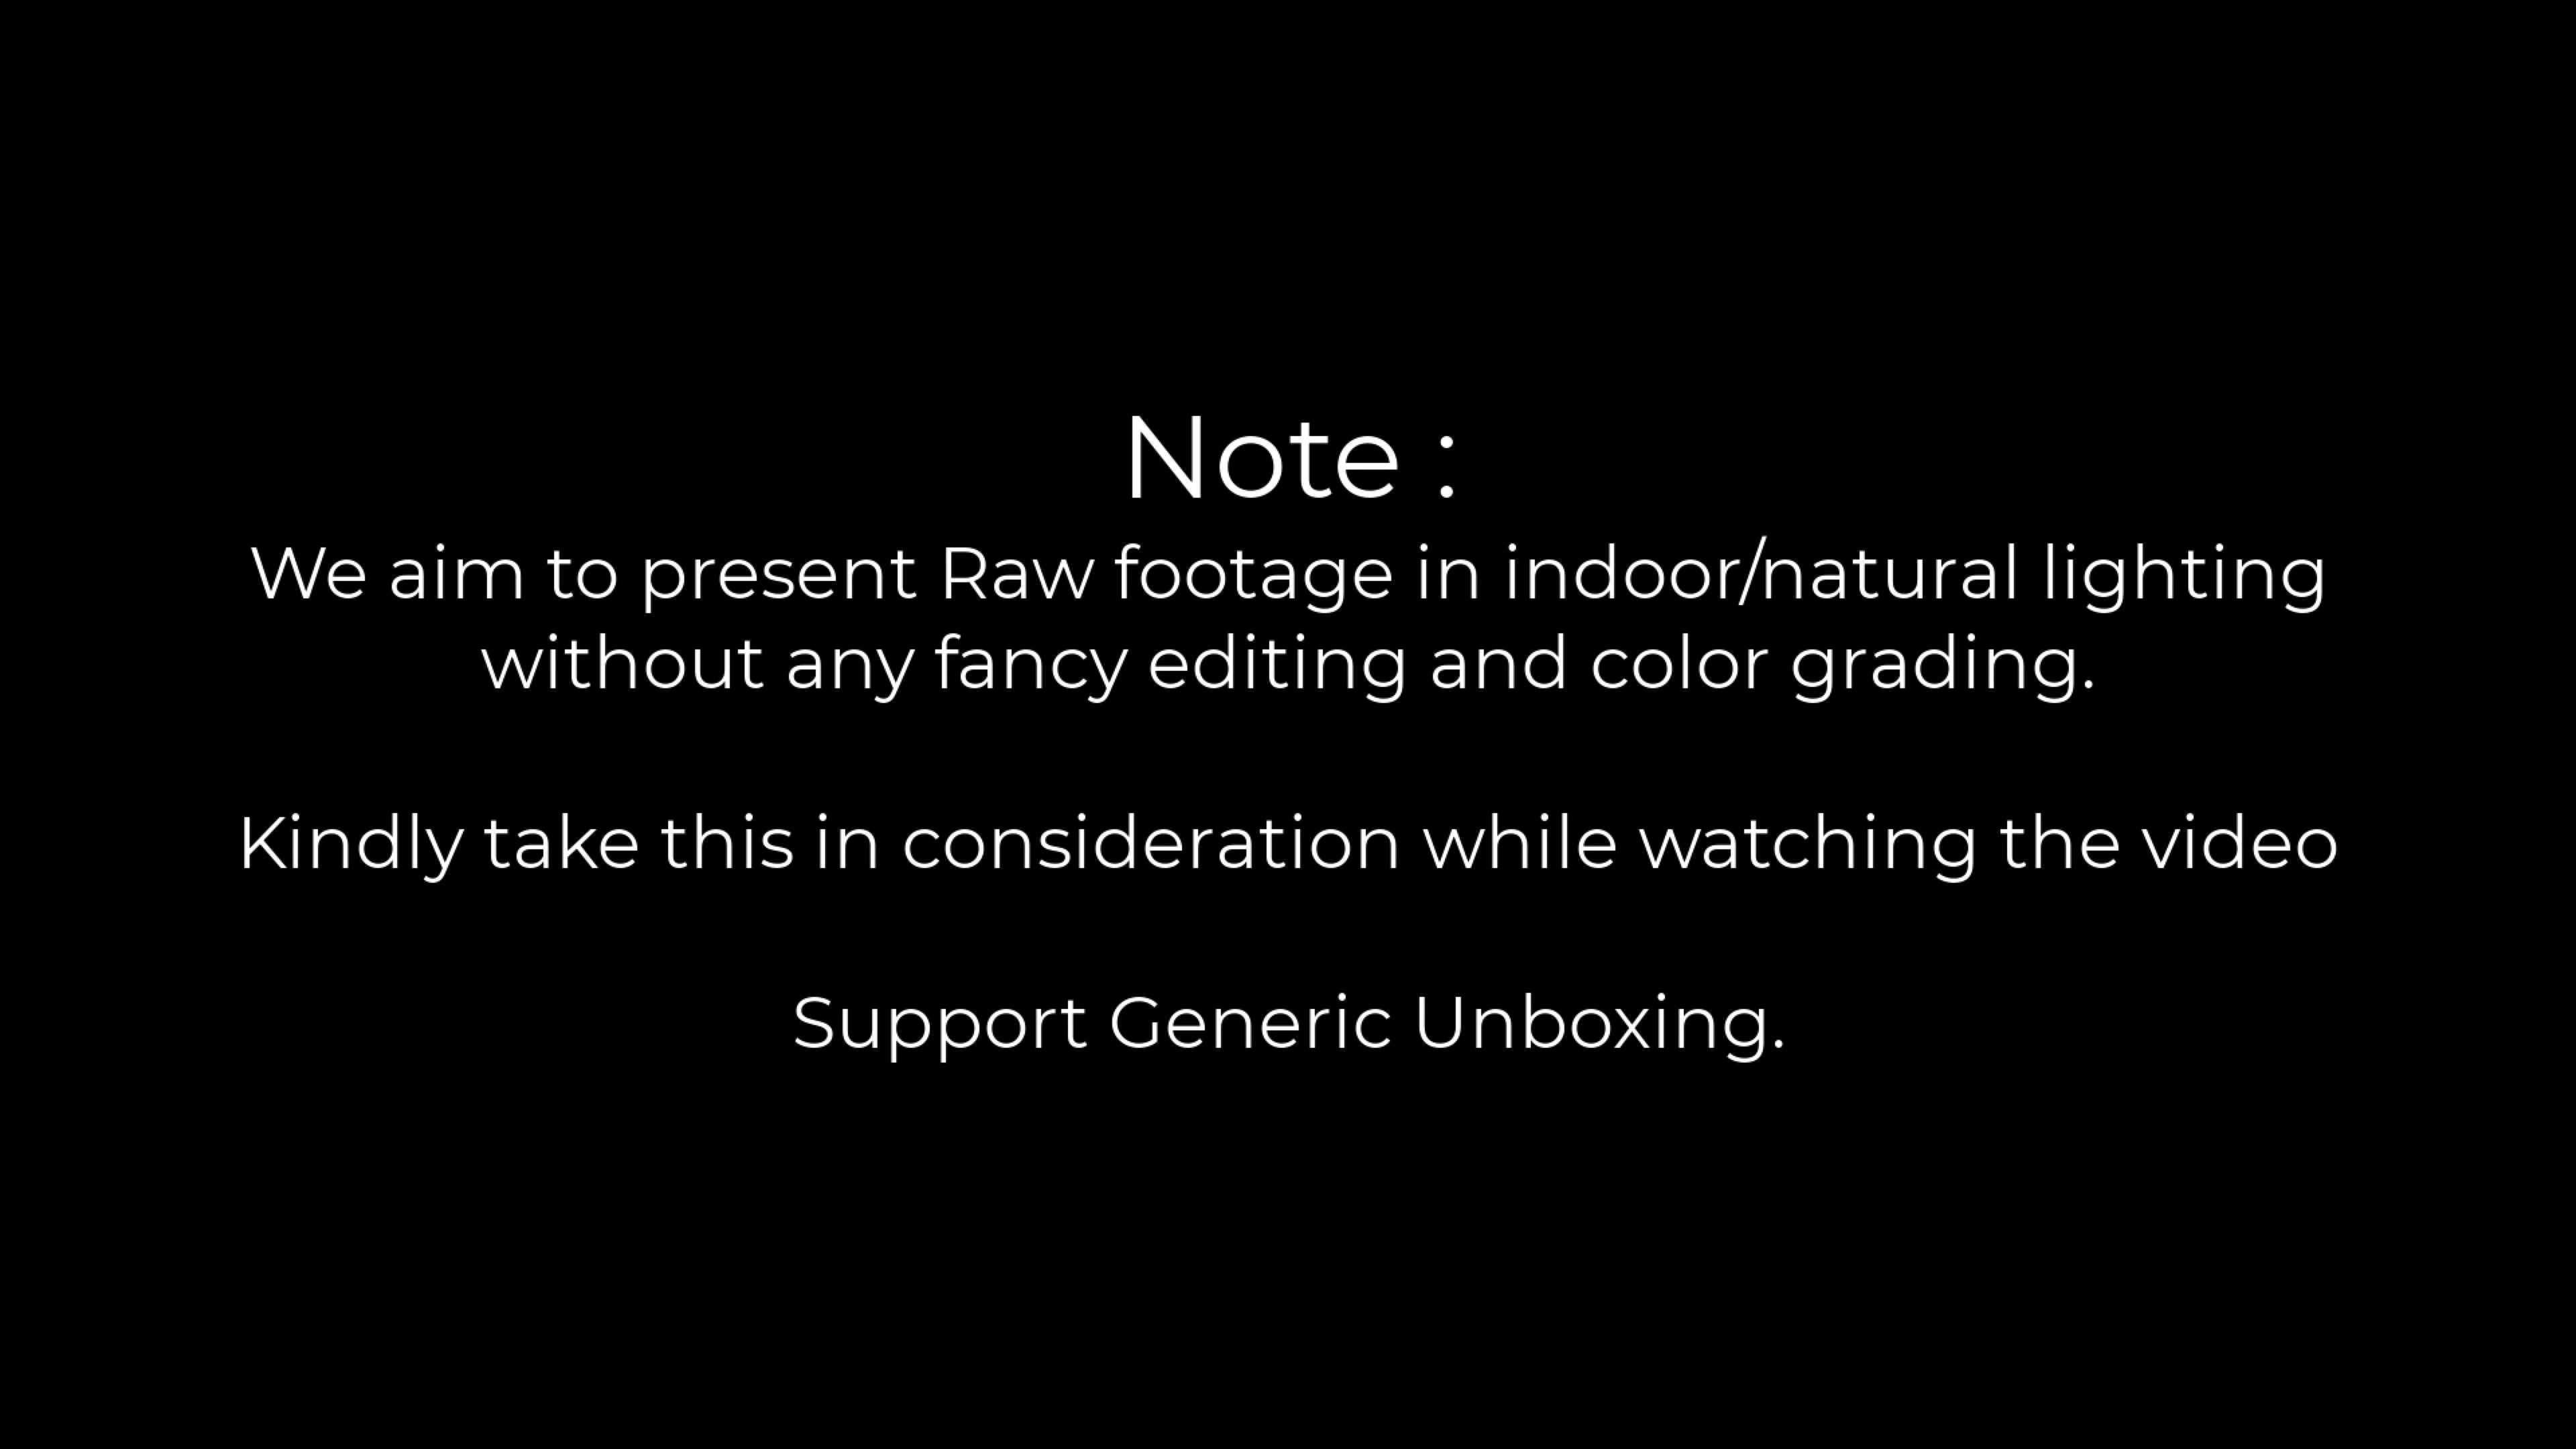 Note :
We aim to present Raw footage in indoor/natural lighting
without any fancy editing and color grading.
Kindly take this in consideration while watching the video
Support Generic Unboxing.